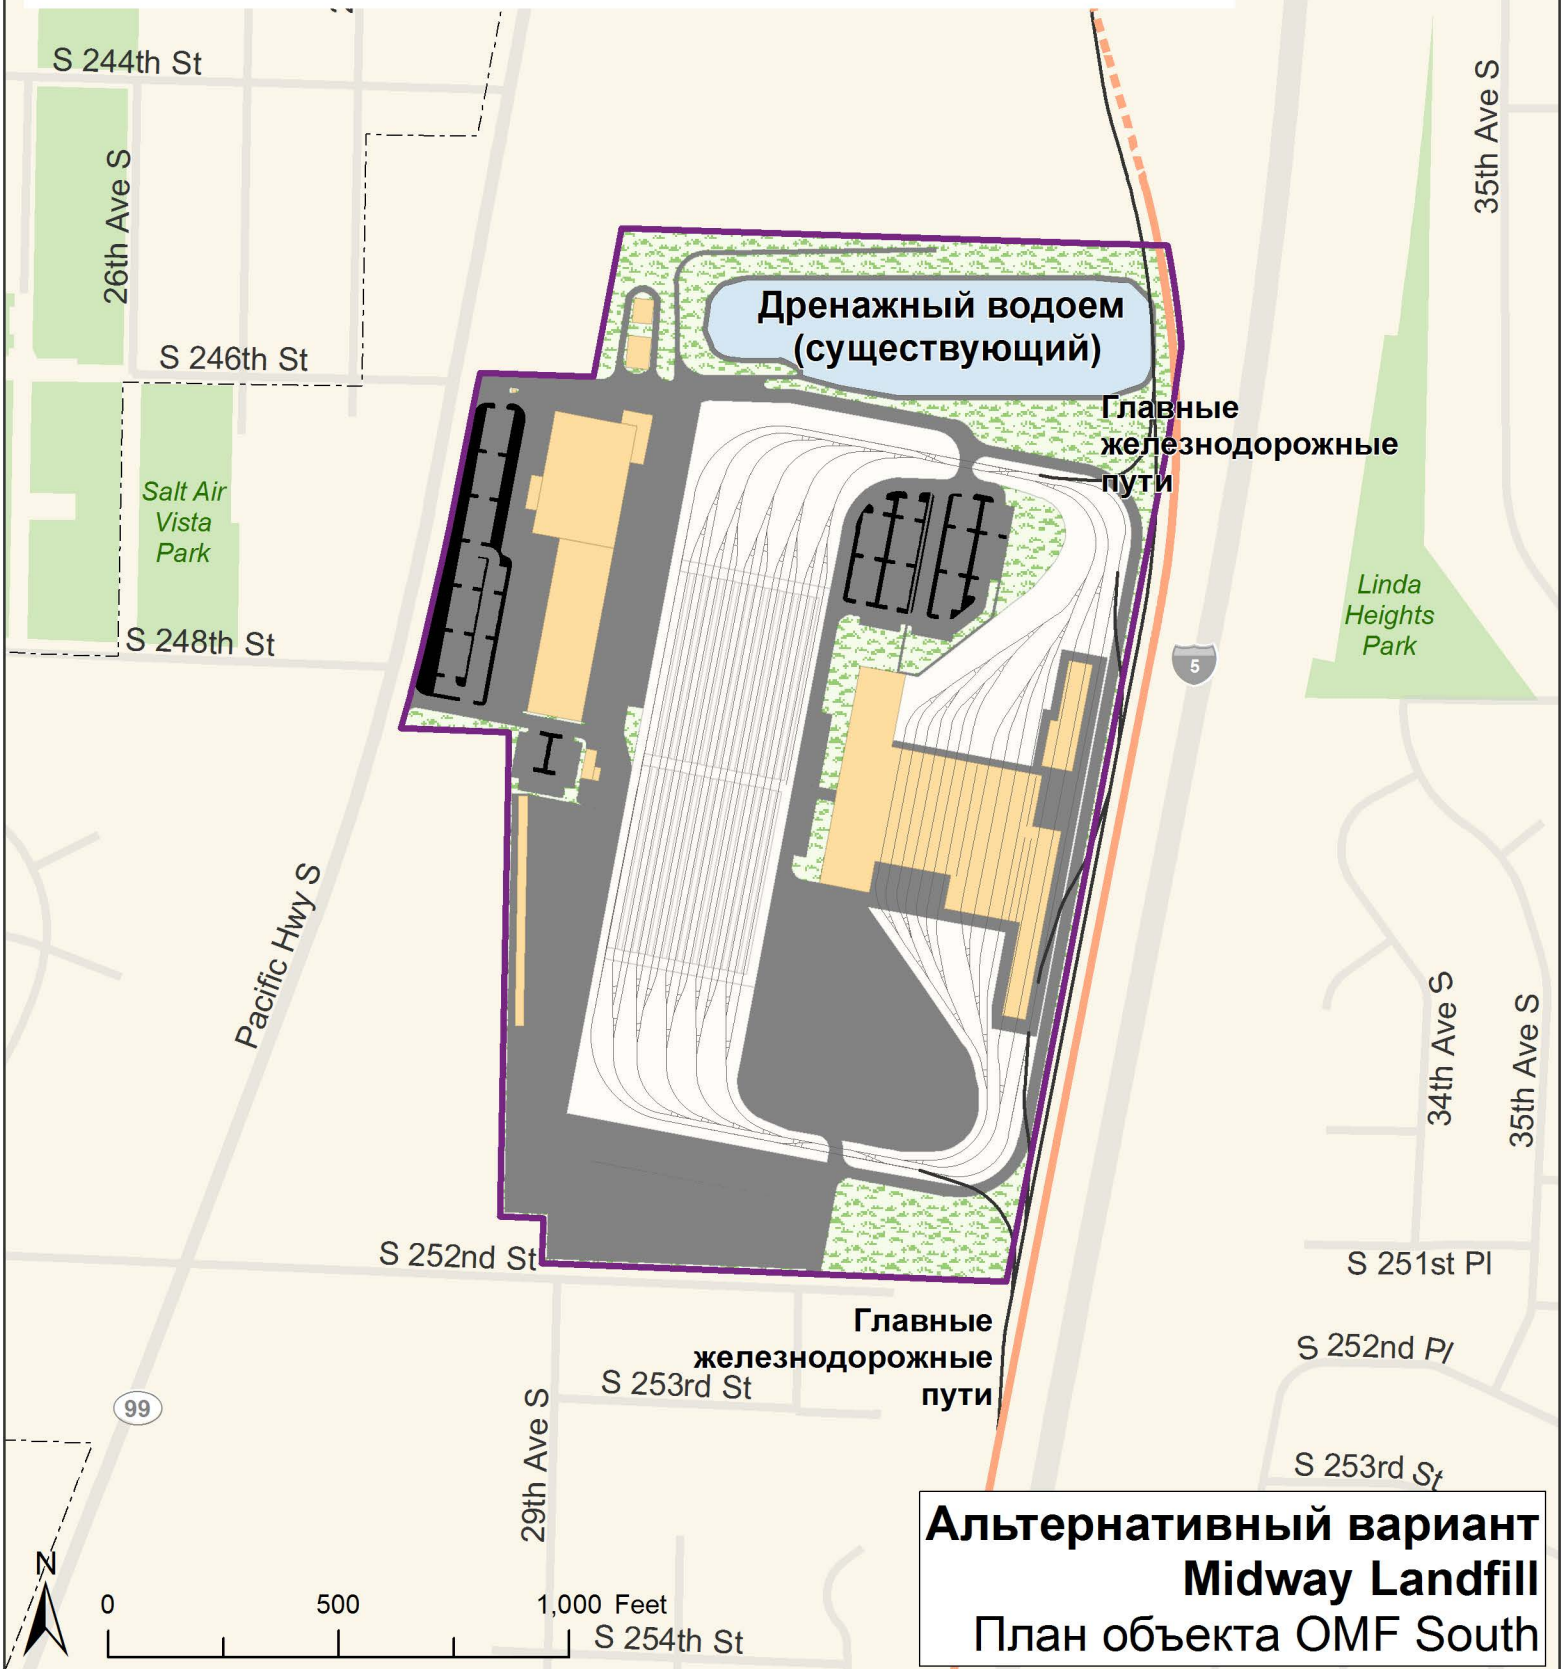 S 244th St
35th Ave S
26th Ave S
Дренажный водоем
(существующий)
S 246th St
Главные
железнодорожные
пути
Salt Air
Vista
Park
Linda
Heights
Park
S 248th St
5
Pacific Hwy S
34th Ave S
35th Ave S
S 252nd St
S 251st Pl
Главные
железнодорожные
пути
S 252nd Pl
S 253rd St
99
29th Ave S
S 253rd St
Альтернативный вариант
Midway Landfill
План объекта OMF South
N
0 500 1,000 Feet
S 254th St